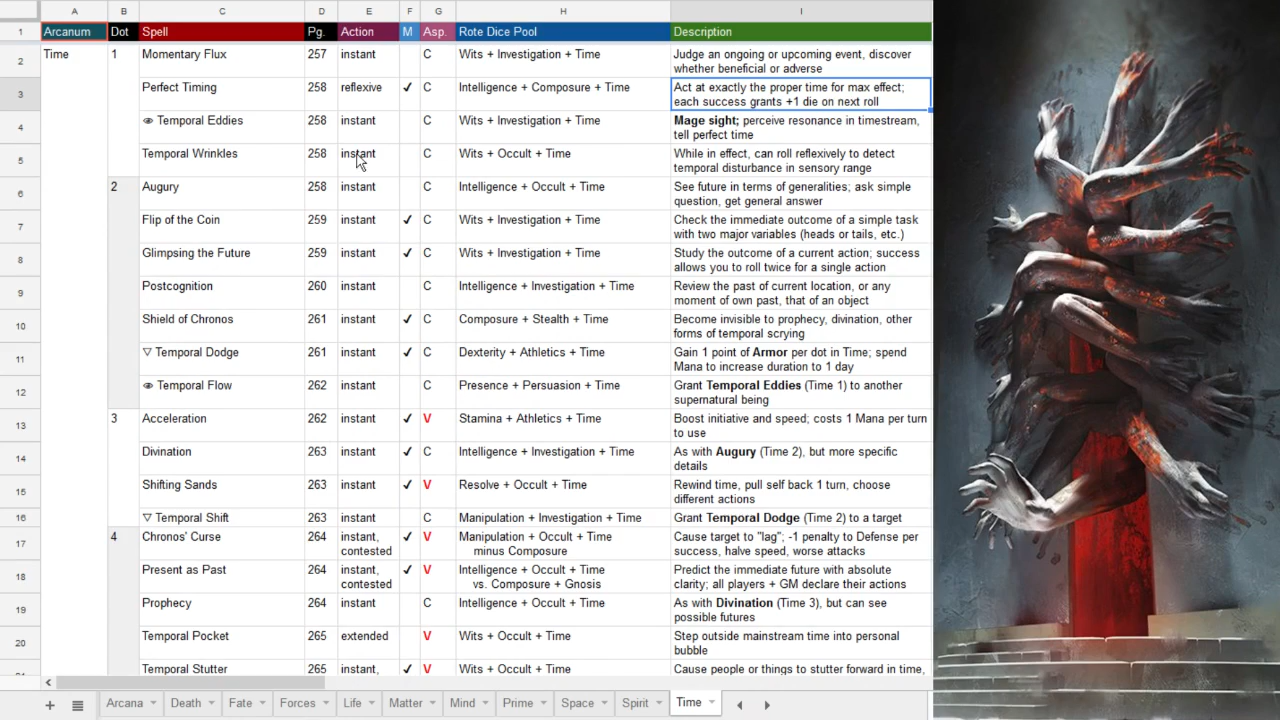 A B C D E F G H I
1 Arcanum Dot Spell Pg. Action M Asp. Rote Dice Pool Description
2 Time 1 Momentary Flux 257 instant C Wits + Investigation + Time Judge an ongoing or upcoming event, discover
whether beneficial or adverse
3 Perfect Timing 258 reflexive ✓ C Intelligence + Composure + Time Act at exactly the proper time for max effect;
each success grants +1 die on next roll
4 Temporal Eddies 258 instant C Wits + Investigation + Time Mage sight; perceive resonance in timestream,
tell perfect time
5 Temporal Wrinkles 258 instant C Wits + Occult + Time While in effect, can roll reflexively to detect
temporal disturbance in sensory range
6 2 Augury 258 instant C Intelligence + Occult + Time See future in terms of generalities; ask simple
question, get general answer
7 Flip of the Coin 259 instant ✓ C Wits + Investigation + Time Check the immediate outcome of a simple task
with two major variables (heads or tails, etc.)
8 Glimpsing the Future 259 instant ✓ C Wits + Investigation + Time Study the outcome of a current action; success
allows you to roll twice for a single action
9 Postcognition 260 instant C Intelligence + Investigation + Time Review the past of current location, or any
moment of own past, that of an object
10 Shield of Chronos 261 instant ✓ C Composure + Stealth + Time Become invisible to prophecy, divination, other
forms of temporal scrying
11 ▽ Temporal Dodge 261 instant ✓ C Dexterity + Athletics + Time Gain 1 point of Armor per dot in Time; spend
Mana to increase duration to 1 day
12 Temporal Flow 262 instant C Presence + Persuasion + Time Grant Temporal Eddies (Time 1) to another
supernatural being
13 3 Acceleration 262 instant ✓ V Stamina + Athletics + Time Boost initiative and speed; costs 1 Mana per turn
to use
14 Divination 263 instant ✓ C Intelligence + Investigation + Time As with Augury (Time 2), but more specific
details
15 Shifting Sands 263 instant ✓ V Resolve + Occult + Time Rewind time, pull self back 1 turn, choose
different actions
16 ▽ Temporal Shift 263 instant C Manipulation + Investigation + Time Grant Temporal Dodge (Time 2) to a target
17 4 Chronos' Curse 264 instant, ✓ V Manipulation + Occult + Time Cause target to "lag"; -1 penalty to Defense per
contested minus Composure success, halve speed, worse attacks
18 Present as Past 264 instant, ✓ V Intelligence + Occult + Time Predict the immediate future with absolute
contested vs. Composure + Gnosis clarity; all players + GM declare their actions
19 Prophecy 264 instant C Intelligence + Occult + Time As with Divination (Time 3), but can see
possible futures
20 Temporal Pocket 265 extended V Wits + Occult + Time Step outside mainstream time into personal
bubble
Temporal Stutter 265 instant, ✓ V Wits + Occult + Time Cause people or things to stutter forward in time,
Arcana Death Fate Forces Life Matter Mind Prime Space Spirit Time